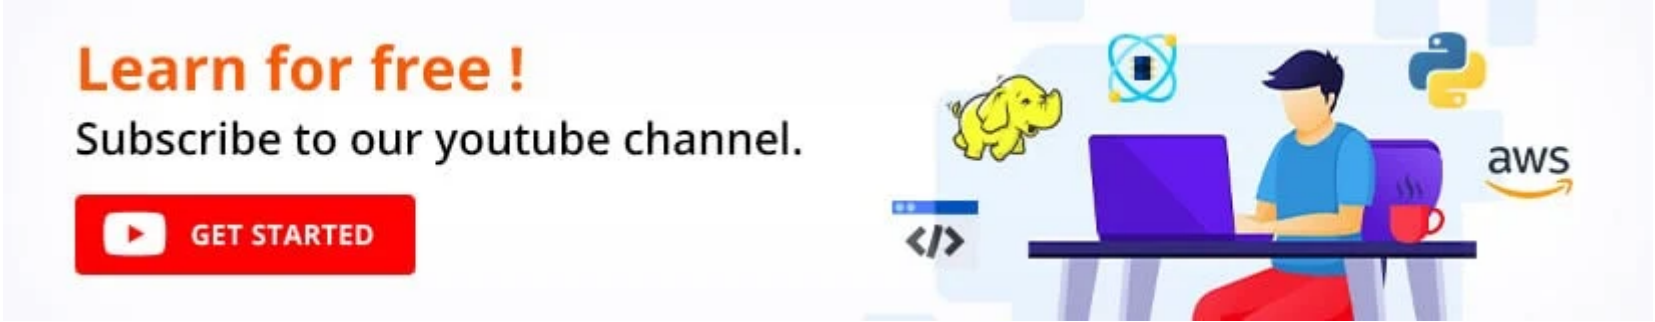 Learn for free !
Subscribe to our youtube channel.
GET STARTED
aws
</>